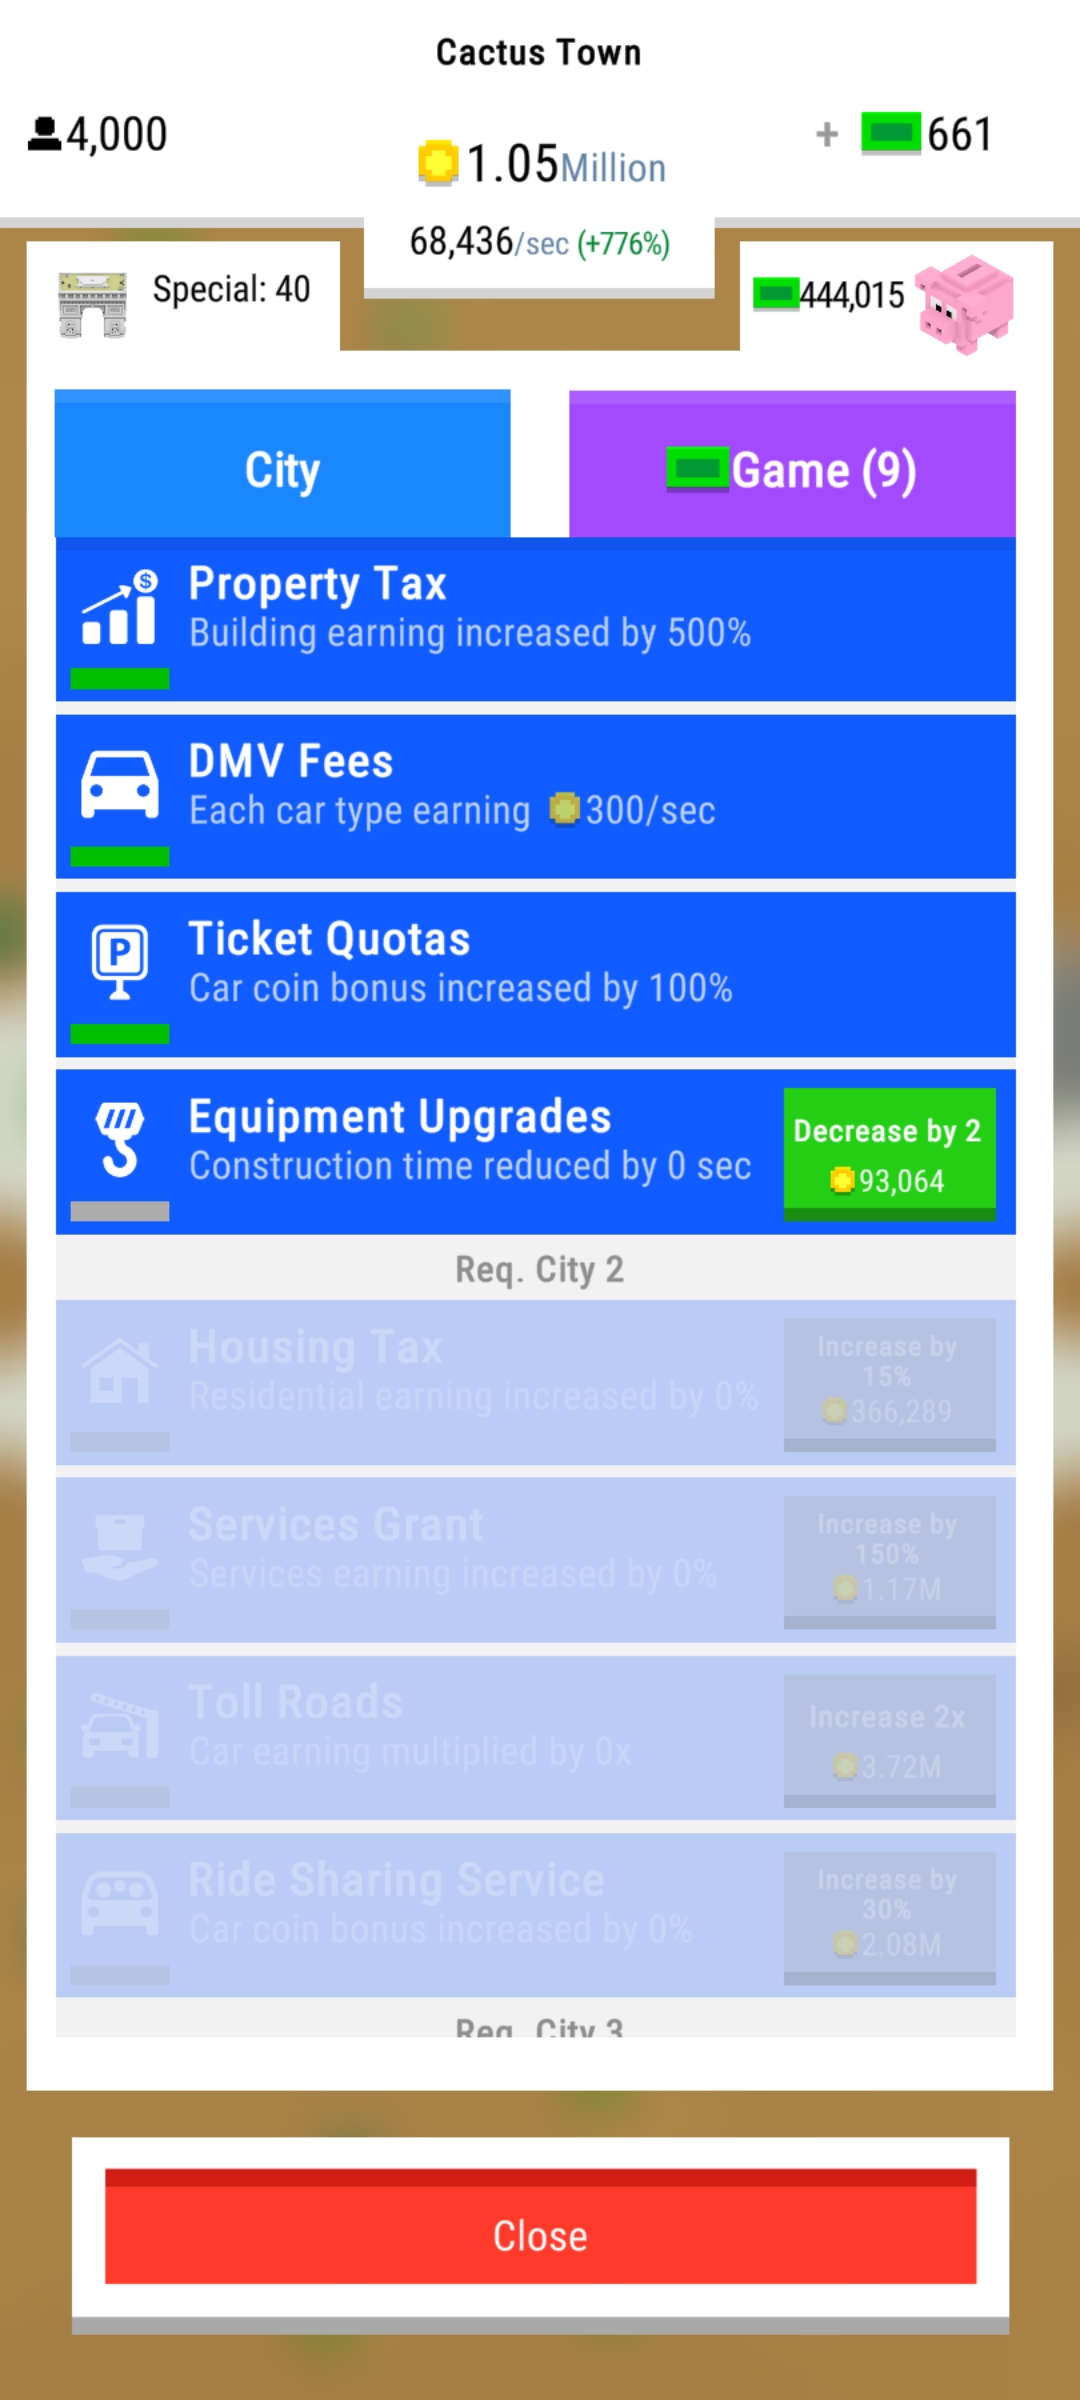 Cactus Town
4,000
1.05Million
+ 661
68,436/sec (+776%)
Special: 40
444,015
City
Game (9)
$
Property Tax
Building earning increased by 500%
DMV Fees
Each car type earning 300/sec
P
Ticket Quotas
Car coin bonus increased by 100%
Equipment Upgrades
Construction time reduced by 0 sec
Decrease by 2
93,064
Req. City 2
Housing Tax
Residential earning increased by 0%
Increase by
15%
366,289
Services Grant
Services earning increased by 0%
Increase by
150%
1.17M
Toll Roads
Car earning multiplied by 0x
Increase 2x
3.72M
Ride Sharing Service
Car coin bonus increased by 0%
Increase by
30%
2.08M
Req. City 3
Close